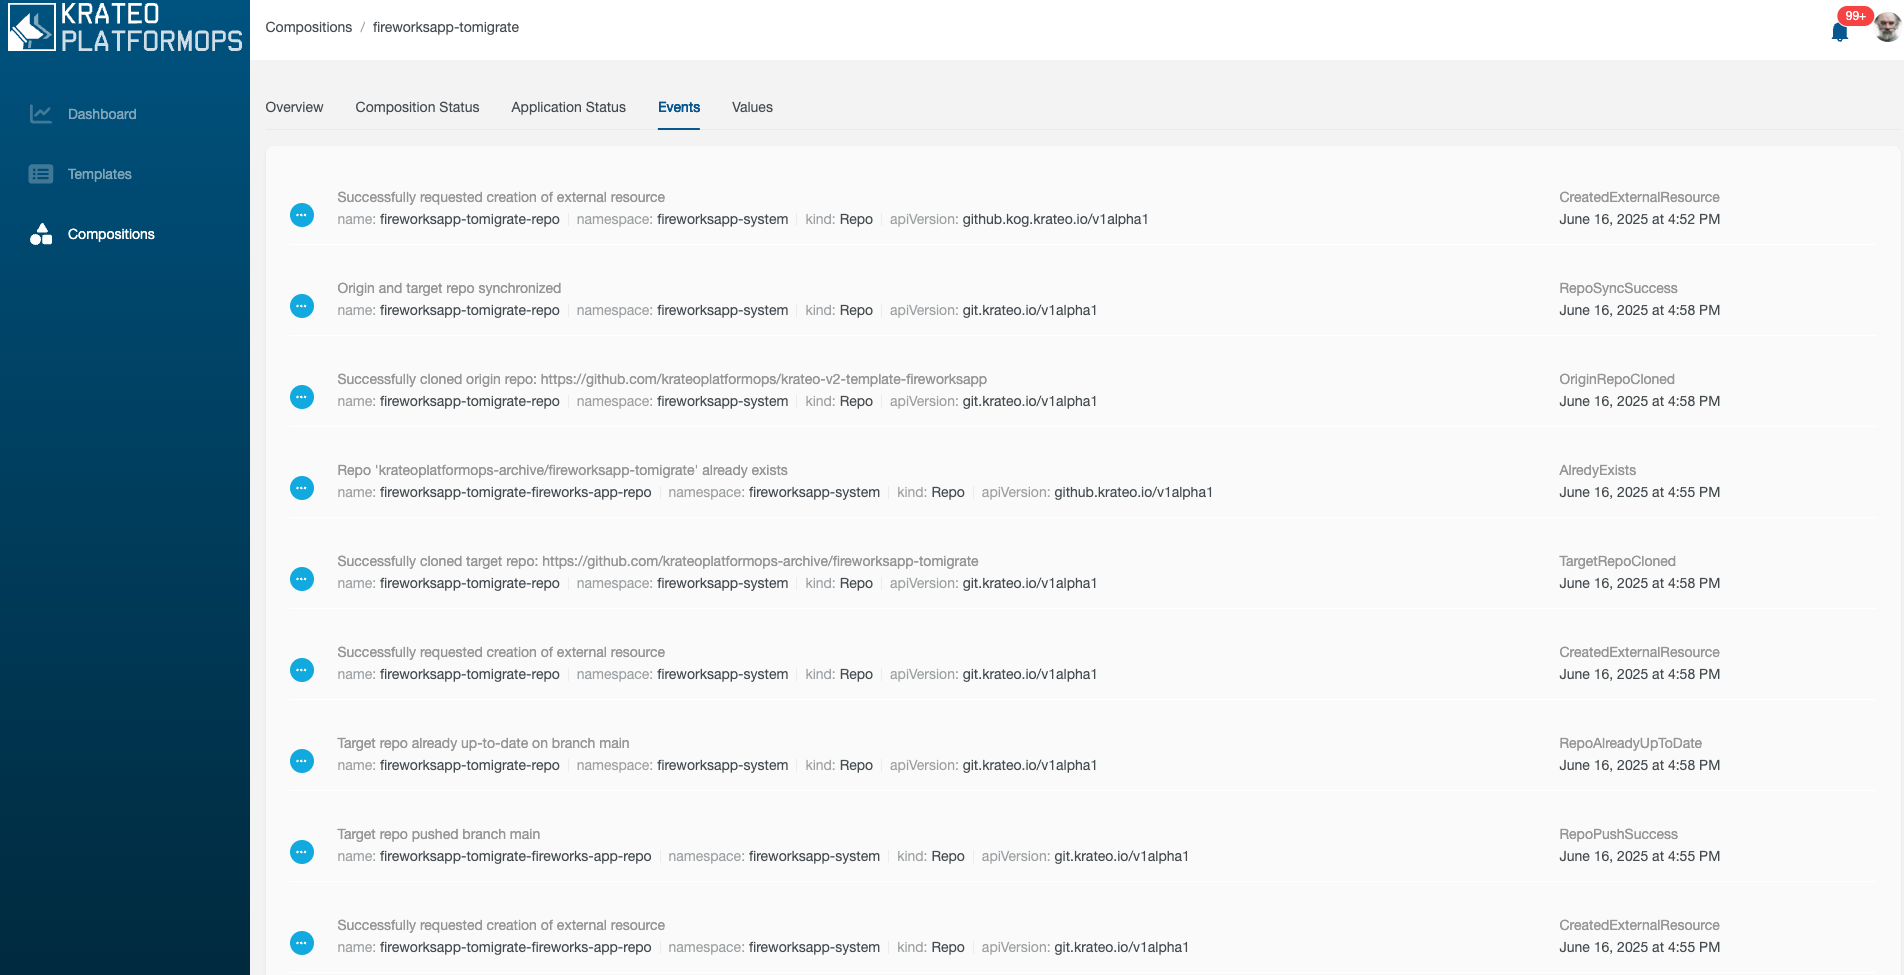 KRATEO
PLATFORMOPS
Compositions / fireworksapp-tomigrate
99+
Dashboard
Templates
Compositions
Overview Composition Status Application Status Events Values
Successfully requested creation of external resource CreatedExternalResource
name: fireworksapp-tomigrate-repo namespace: fireworksapp-system kind: Repo apiVersion: github.kog.krateo.io/v1alpha1 June 16, 2025 at 4:52 PM
Origin and target repo synchronized RepoSyncSuccess
name: fireworksapp-tomigrate-repo namespace: fireworksapp-system kind: Repo apiVersion: git.krateo.io/v1alpha1 June 16, 2025 at 4:58 PM
Successfully cloned origin repo: https://github.com/krateoplatformops/krateo-v2-template-fireworksapp OriginRepoCloned
name: fireworksapp-tomigrate-repo namespace: fireworksapp-system kind: Repo apiVersion: git.krateo.io/v1alpha1 June 16, 2025 at 4:58 PM
Repo 'krateoplatformops-archive/fireworksapp-tomigrate' already exists AlredyExists
name: fireworksapp-tomigrate-fireworks-app-repo namespace: fireworksapp-system kind: Repo apiVersion: github.krateo.io/v1alpha1 June 16, 2025 at 4:55 PM
Successfully cloned target repo: https://github.com/krateoplatformops-archive/fireworksapp-tomigrate TargetRepoCloned
name: fireworksapp-tomigrate-repo namespace: fireworksapp-system kind: Repo apiVersion: git.krateo.io/v1alpha1 June 16, 2025 at 4:58 PM
Successfully requested creation of external resource CreatedExternalResource
name: fireworksapp-tomigrate-repo namespace: fireworksapp-system kind: Repo apiVersion: git.krateo.io/v1alpha1 June 16, 2025 at 4:58 PM
Target repo already up-to-date on branch main RepoAlreadyUpToDate
name: fireworksapp-tomigrate-repo namespace: fireworksapp-system kind: Repo apiVersion: git.krateo.io/v1alpha1 June 16, 2025 at 4:58 PM
Target repo pushed branch main RepoPushSuccess
name: fireworksapp-tomigrate-fireworks-app-repo namespace: fireworksapp-system kind: Repo apiVersion: git.krateo.io/v1alpha1 June 16, 2025 at 4:55 PM
Successfully requested creation of external resource CreatedExternalResource
name: fireworksapp-tomigrate-fireworks-app-repo namespace: fireworksapp-system kind: Repo apiVersion: git.krateo.io/v1alpha1 June 16, 2025 at 4:55 PM